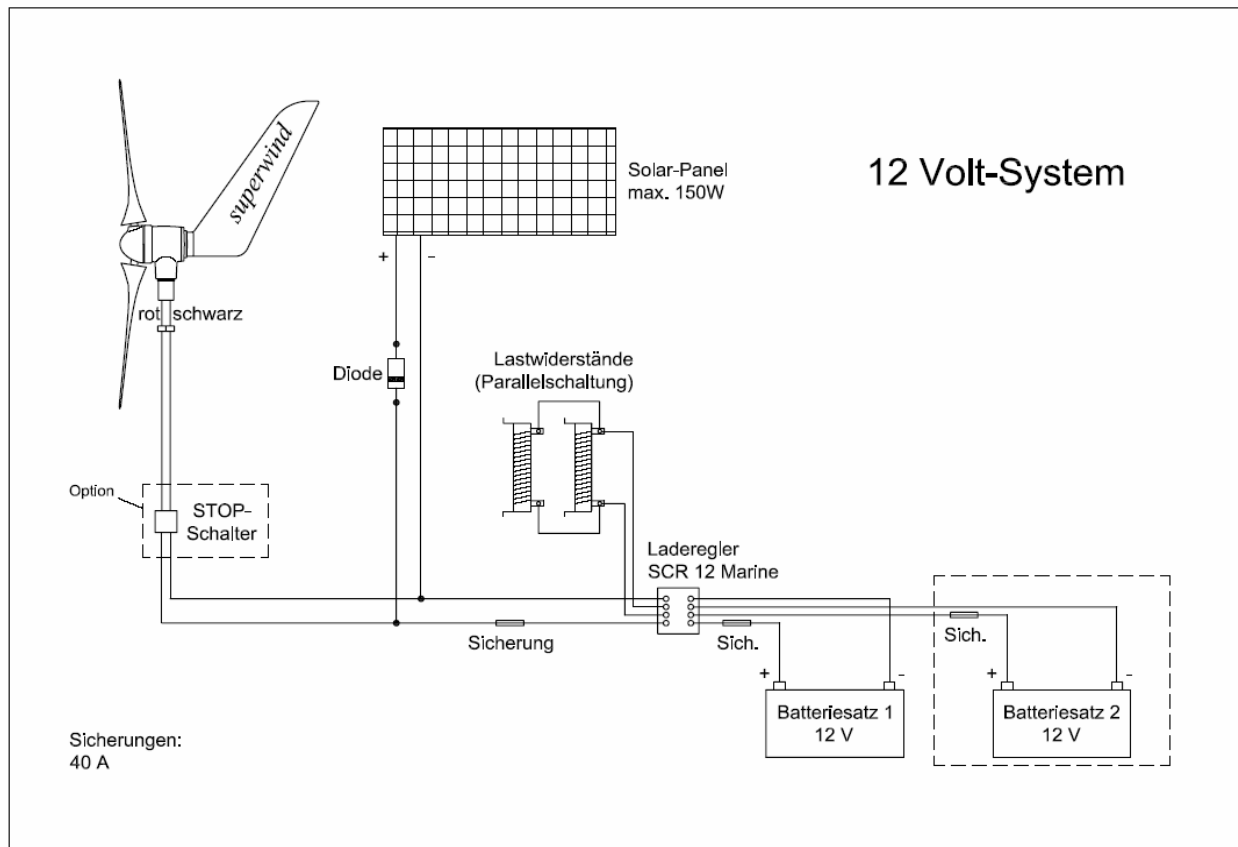 superwind
12 Volt-System
Solar-Panel
max. 150W
+ -
rot schwarz
Diode
Lastwiderstände
(Parallelschaltung)
Option
STOP-
Schalter
Laderegler
SCR 12 Marine
Sicherung
Sich.
Sich.
+ -
+ -
Batteriesatz 1
12 V
Batteriesatz 2
12 V
Sicherungen:
40 A